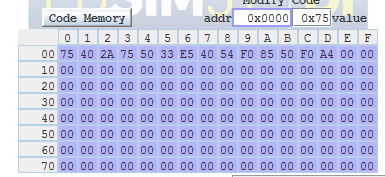 Modify Code
Code Memory addr 0x0000 0x75 value
0 1 2 3 4 5 6 7 8 9 A B C D E F
00 75 40 2A 75 50 33 E5 40 54 F0 85 50 F0 A4 00 00
10 00 00 00 00 00 00 00 00 00 00 00 00 00 00 00 00
20 00 00 00 00 00 00 00 00 00 00 00 00 00 00 00 00
30 00 00 00 00 00 00 00 00 00 00 00 00 00 00 00 00
40 00 00 00 00 00 00 00 00 00 00 00 00 00 00 00 00
50 00 00 00 00 00 00 00 00 00 00 00 00 00 00 00 00
60 00 00 00 00 00 00 00 00 00 00 00 00 00 00 00 00
70 00 00 00 00 00 00 00 00 00 00 00 00 00 00 00 00